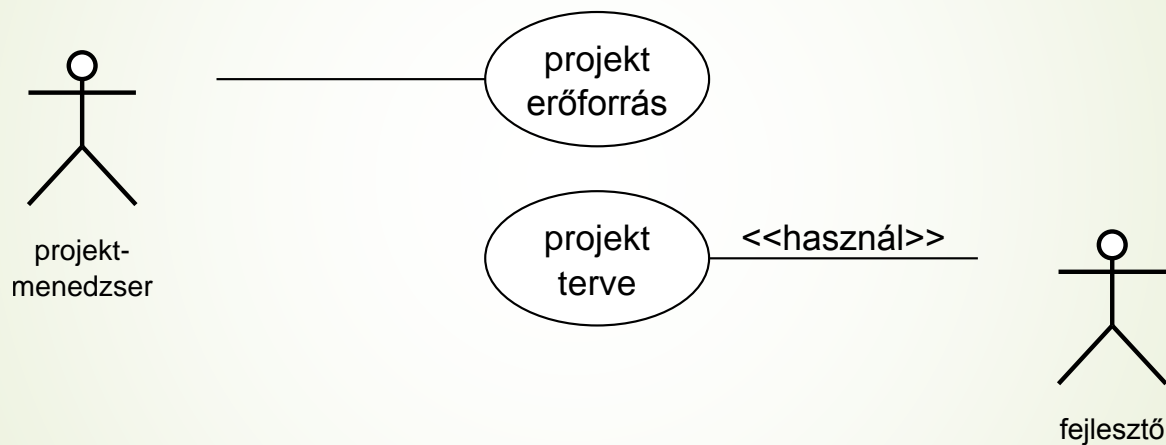 projekt
erőforrás
projekt-
menedzser
projekt
terve
<<használ>>
fejlesztő